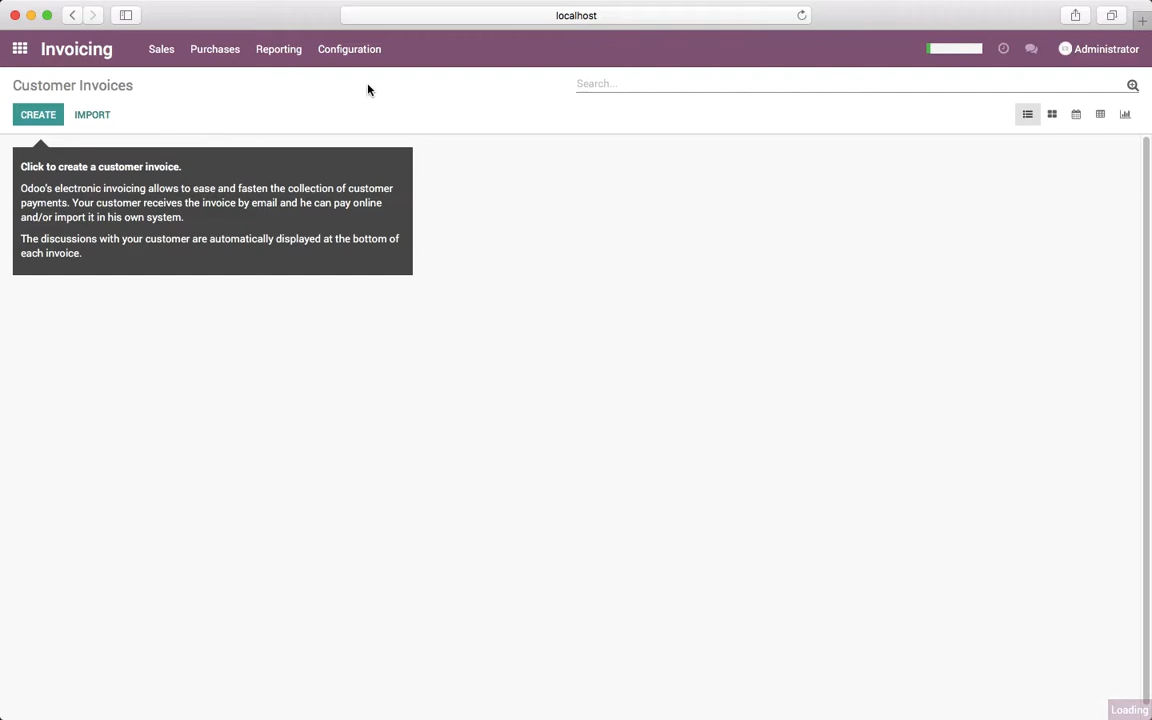 localhost
Invoicing Sales Purchases Reporting Configuration Administrator
Customer Invoices Search...
CREATE IMPORT
Click to create a customer invoice.
Odoo's electronic invoicing allows to ease and fasten the collection of customer
payments. Your customer receives the invoice by email and he can pay online
and/or import it in his own system.
The discussions with your customer are automatically displayed at the bottom of
each invoice.
Loading